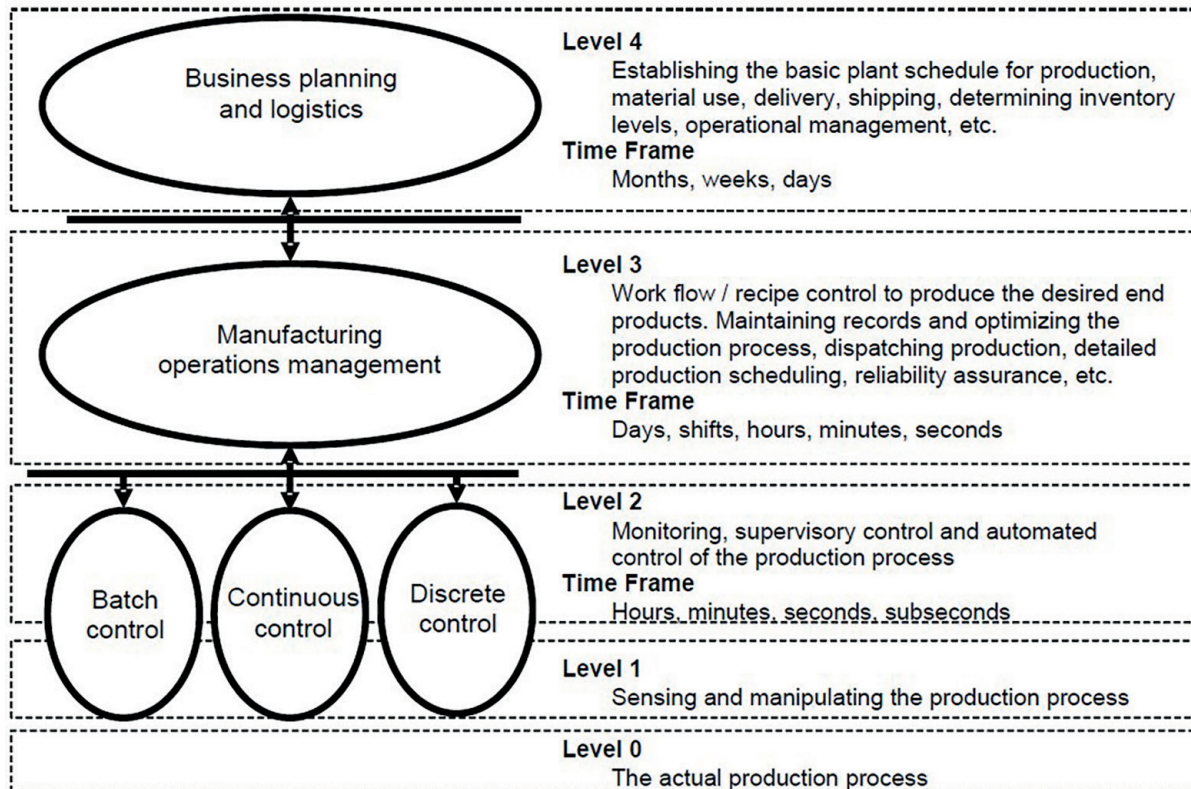 Business planning
and logistics
Level 4
Establishing the basic plant schedule for production,
material use, delivery, shipping, determining inventory
levels, operational management, etc.
Time Frame
Months, weeks, days
Manufacturing
operations management
Level 3
Work flow / recipe control to produce the desired end
products. Maintaining records and optimizing the
production process, dispatching production, detailed
production scheduling, reliability assurance, etc.
Time Frame
Days, shifts, hours, minutes, seconds
Batch
control
Continuous
control
Discrete
control
Level 2
Monitoring, supervisory control and automated
control of the production process
Time Frame
Hours, minutes, seconds, subseconds
Level 1
Sensing and manipulating the production process
Level 0
The actual production process